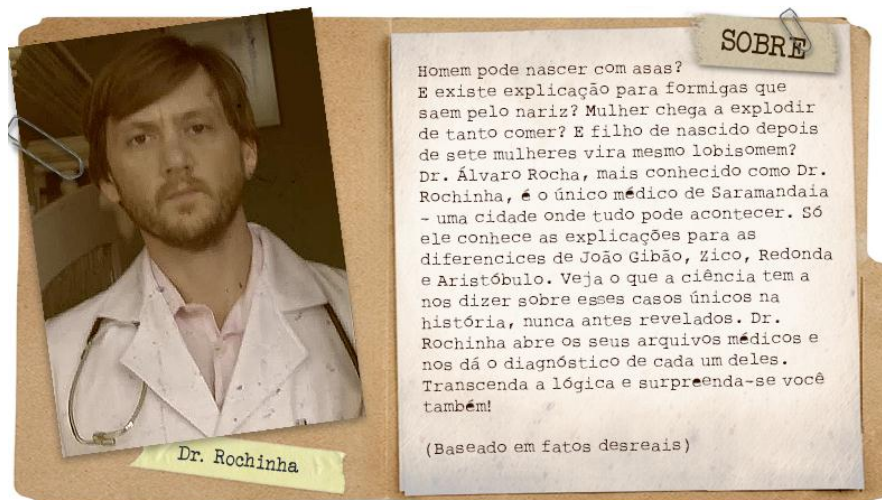 SOBRE
Homem pode nascer com asas?
E existe explicação para formigas que
saem pelo nariz? Mulher chega a explodir
de tanto comer? E filho de nascido depois
de sete mulheres vira mesmo lobisomem?
Dr. Álvaro Rocha, mais conhecido como Dr.
Rochinha, é o único médico de Saramandaia
- uma cidade onde tudo pode acontecer. Só
ele conhece as explicações para as
diferencices de João Gibão, Zico, Redonda
e Aristóbulo. Veja o que a ciência tem a
nos dizer sobre esses casos únicos na
história, nunca antes revelados. Dr.
Rochinha abre os seus arquivos médicos e
nos dá o diagnóstico de cada um deles.
Transcenda a lógica e surpreenda-se você
também!
(Baseado em fatos desreais)
Dr. Rochinha